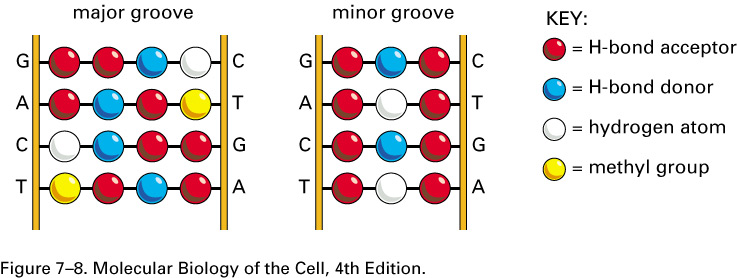 major groove
G C
A T
C G
T A
minor groove
G C
A T
C G
T A
KEY:
= H-bond acceptor
= H-bond donor
= hydrogen atom
= methyl group
Figure 7–8. Molecular Biology of the Cell, 4th Edition.